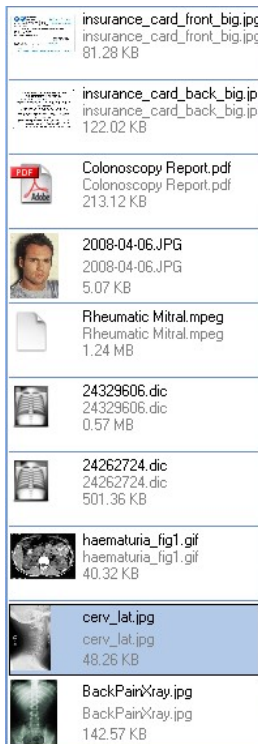 insurance_card_front_big.jpg
insurance_card_front_big.jpg
81.28 KB
insurance_card_back_big.jp
insurance_card_back_big.jp
122.02 KB
PDF
Adobe
Colonoscopy Report.pdf
Colonoscopy Report.pdf
213.12 KB
2008-04-06.JPG
2008-04-06.JPG
5.07 KB
Rheumatic Mitral.mpeg
Rheumatic Mitral.mpeg
1.24 MB
24329606.dic
24329606.dic
0.57 MB
24262724.dic
24262724.dic
501.36 KB
haematuria_fig1.gif
haematuria_fig1.gif
40.32 KB
cerv_lat.jpg
cerv_lat.jpg
48.26 KB
BackPainXray.jpg
BackPainXray.jpg
142.57 KB